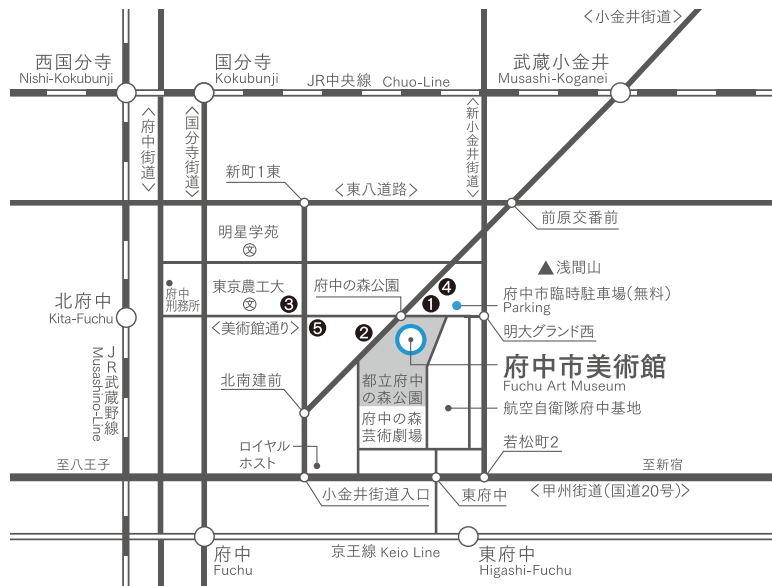 〈小金井街道〉
西国分寺
Nishi-Kokubunji
国分寺
Kokubunji
JR中央線 Chuo-Line
武蔵小金井
Musashi-Koganei
〈府中街道〉
〈国分寺街道〉
〈新小金井街道〉
新町1東
〈東八道路〉
前原交番前
明星学苑
文
浅間山
府中
刑務所
東京農工大
文
3
府中の森公園
4
1
府中市臨時駐車場(無料)
Parking
北府中
Kita-Fuchu
〈美術館通り〉
5
2
明大グランド西
JR武蔵野線
Musashino-Line
府中市美術館
Fuchu Art Museum
北南建前
都立府中
の森公園
航空自衛隊府中基地
府中の森
芸術劇場
ロイヤル
ホスト
若松町2
至八王子
至新宿
小金井街道入口
東府中
〈甲州街道(国道20号)〉
府中
Fuchu
京王線 Keio Line
東府中
Higashi-Fuchu